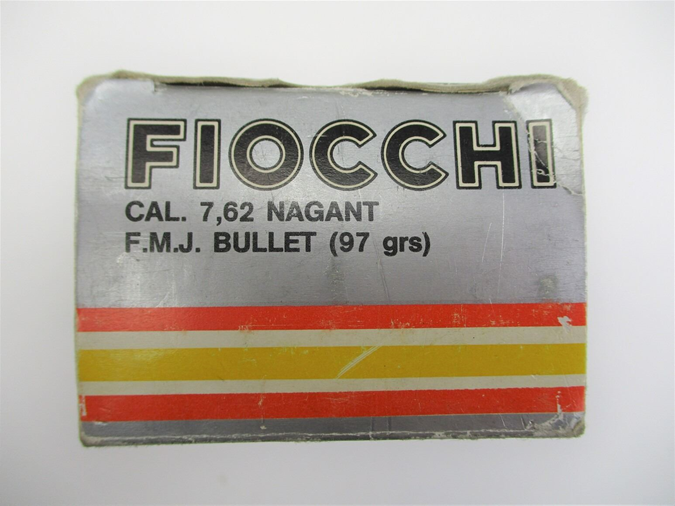 FIOCCHI
CAL. 7,62 NAGANT
F.M.J. BULLET (97 grs)